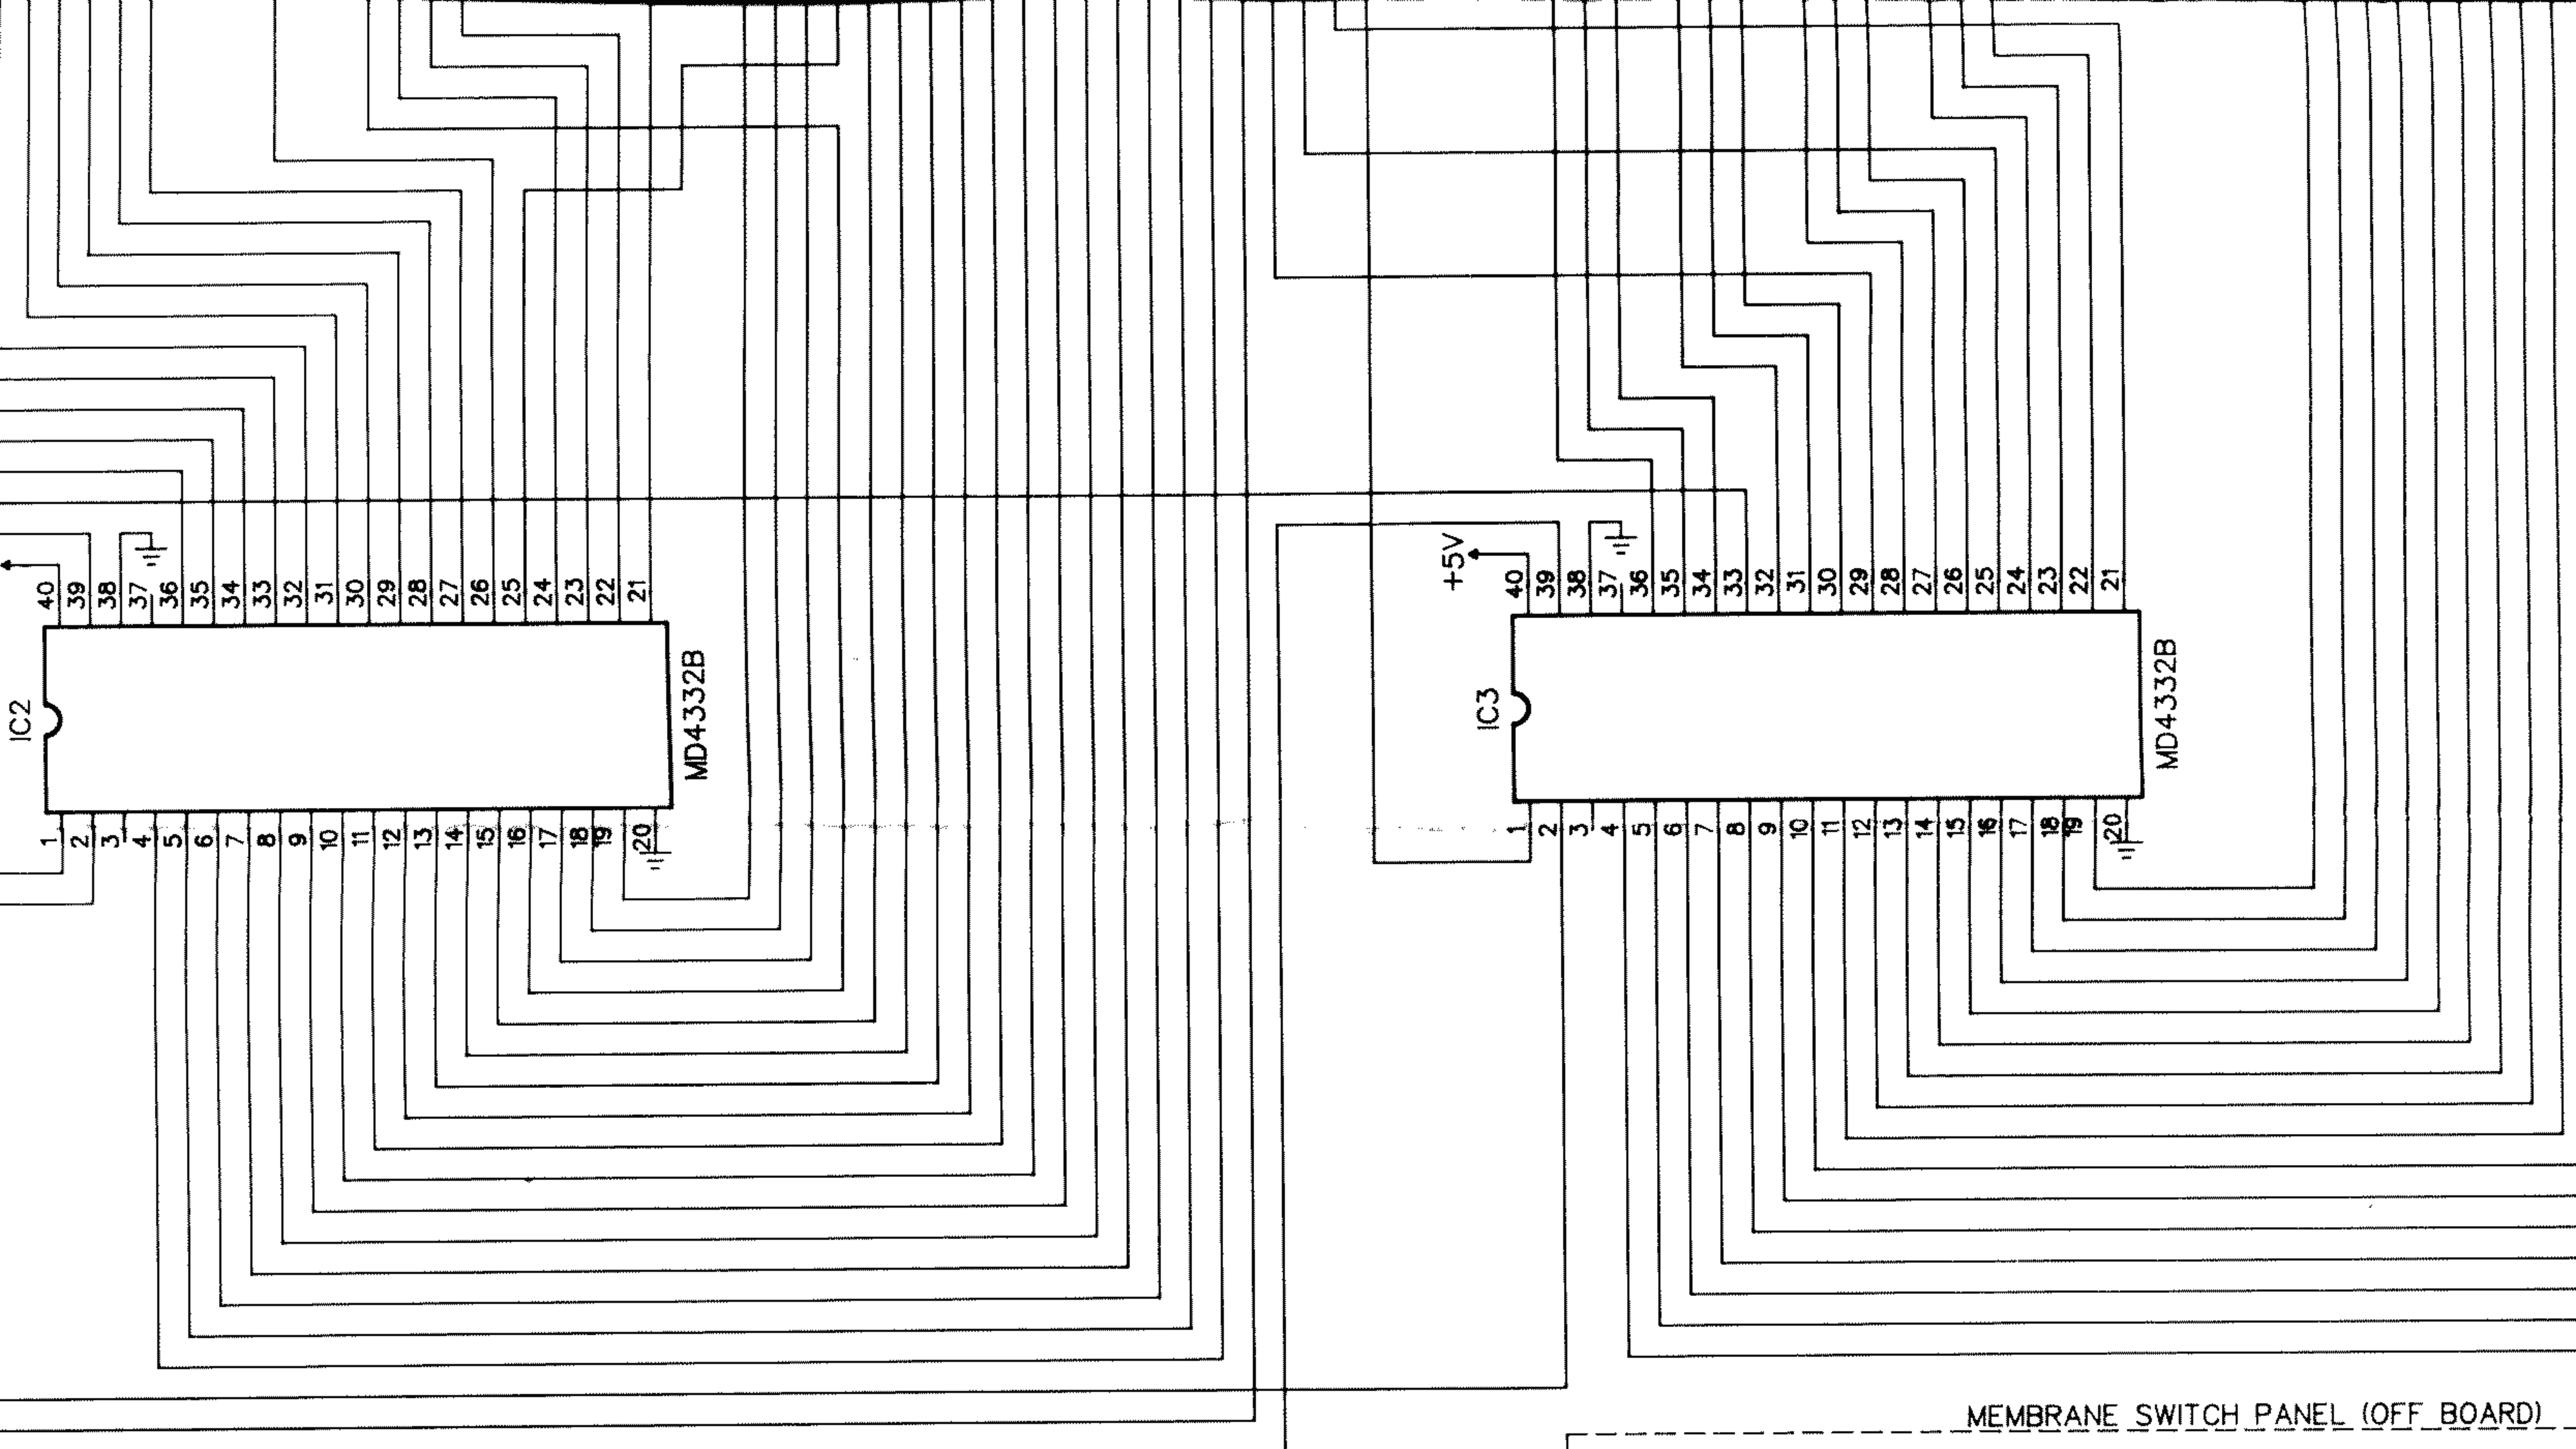 +5V
40 39 38 37 36 35 34 33 32 31 30 29 28 27 26 25 24 23 22 21
40 39 38 37 36 35 34 33 32 31 30 29 28 27 26 25 24 23 22 21
IC2
MD4332B
IC3
MD4332B
1 2 3 4 5 6 7 8 9 10 11 12 13 14 15 16 17 18 19 20
1 2 3 4 5 6 7 8 9 10 11 12 13 14 15 16 17 18 19 20
MEMBRANE SWITCH PANEL (OFF BOARD)